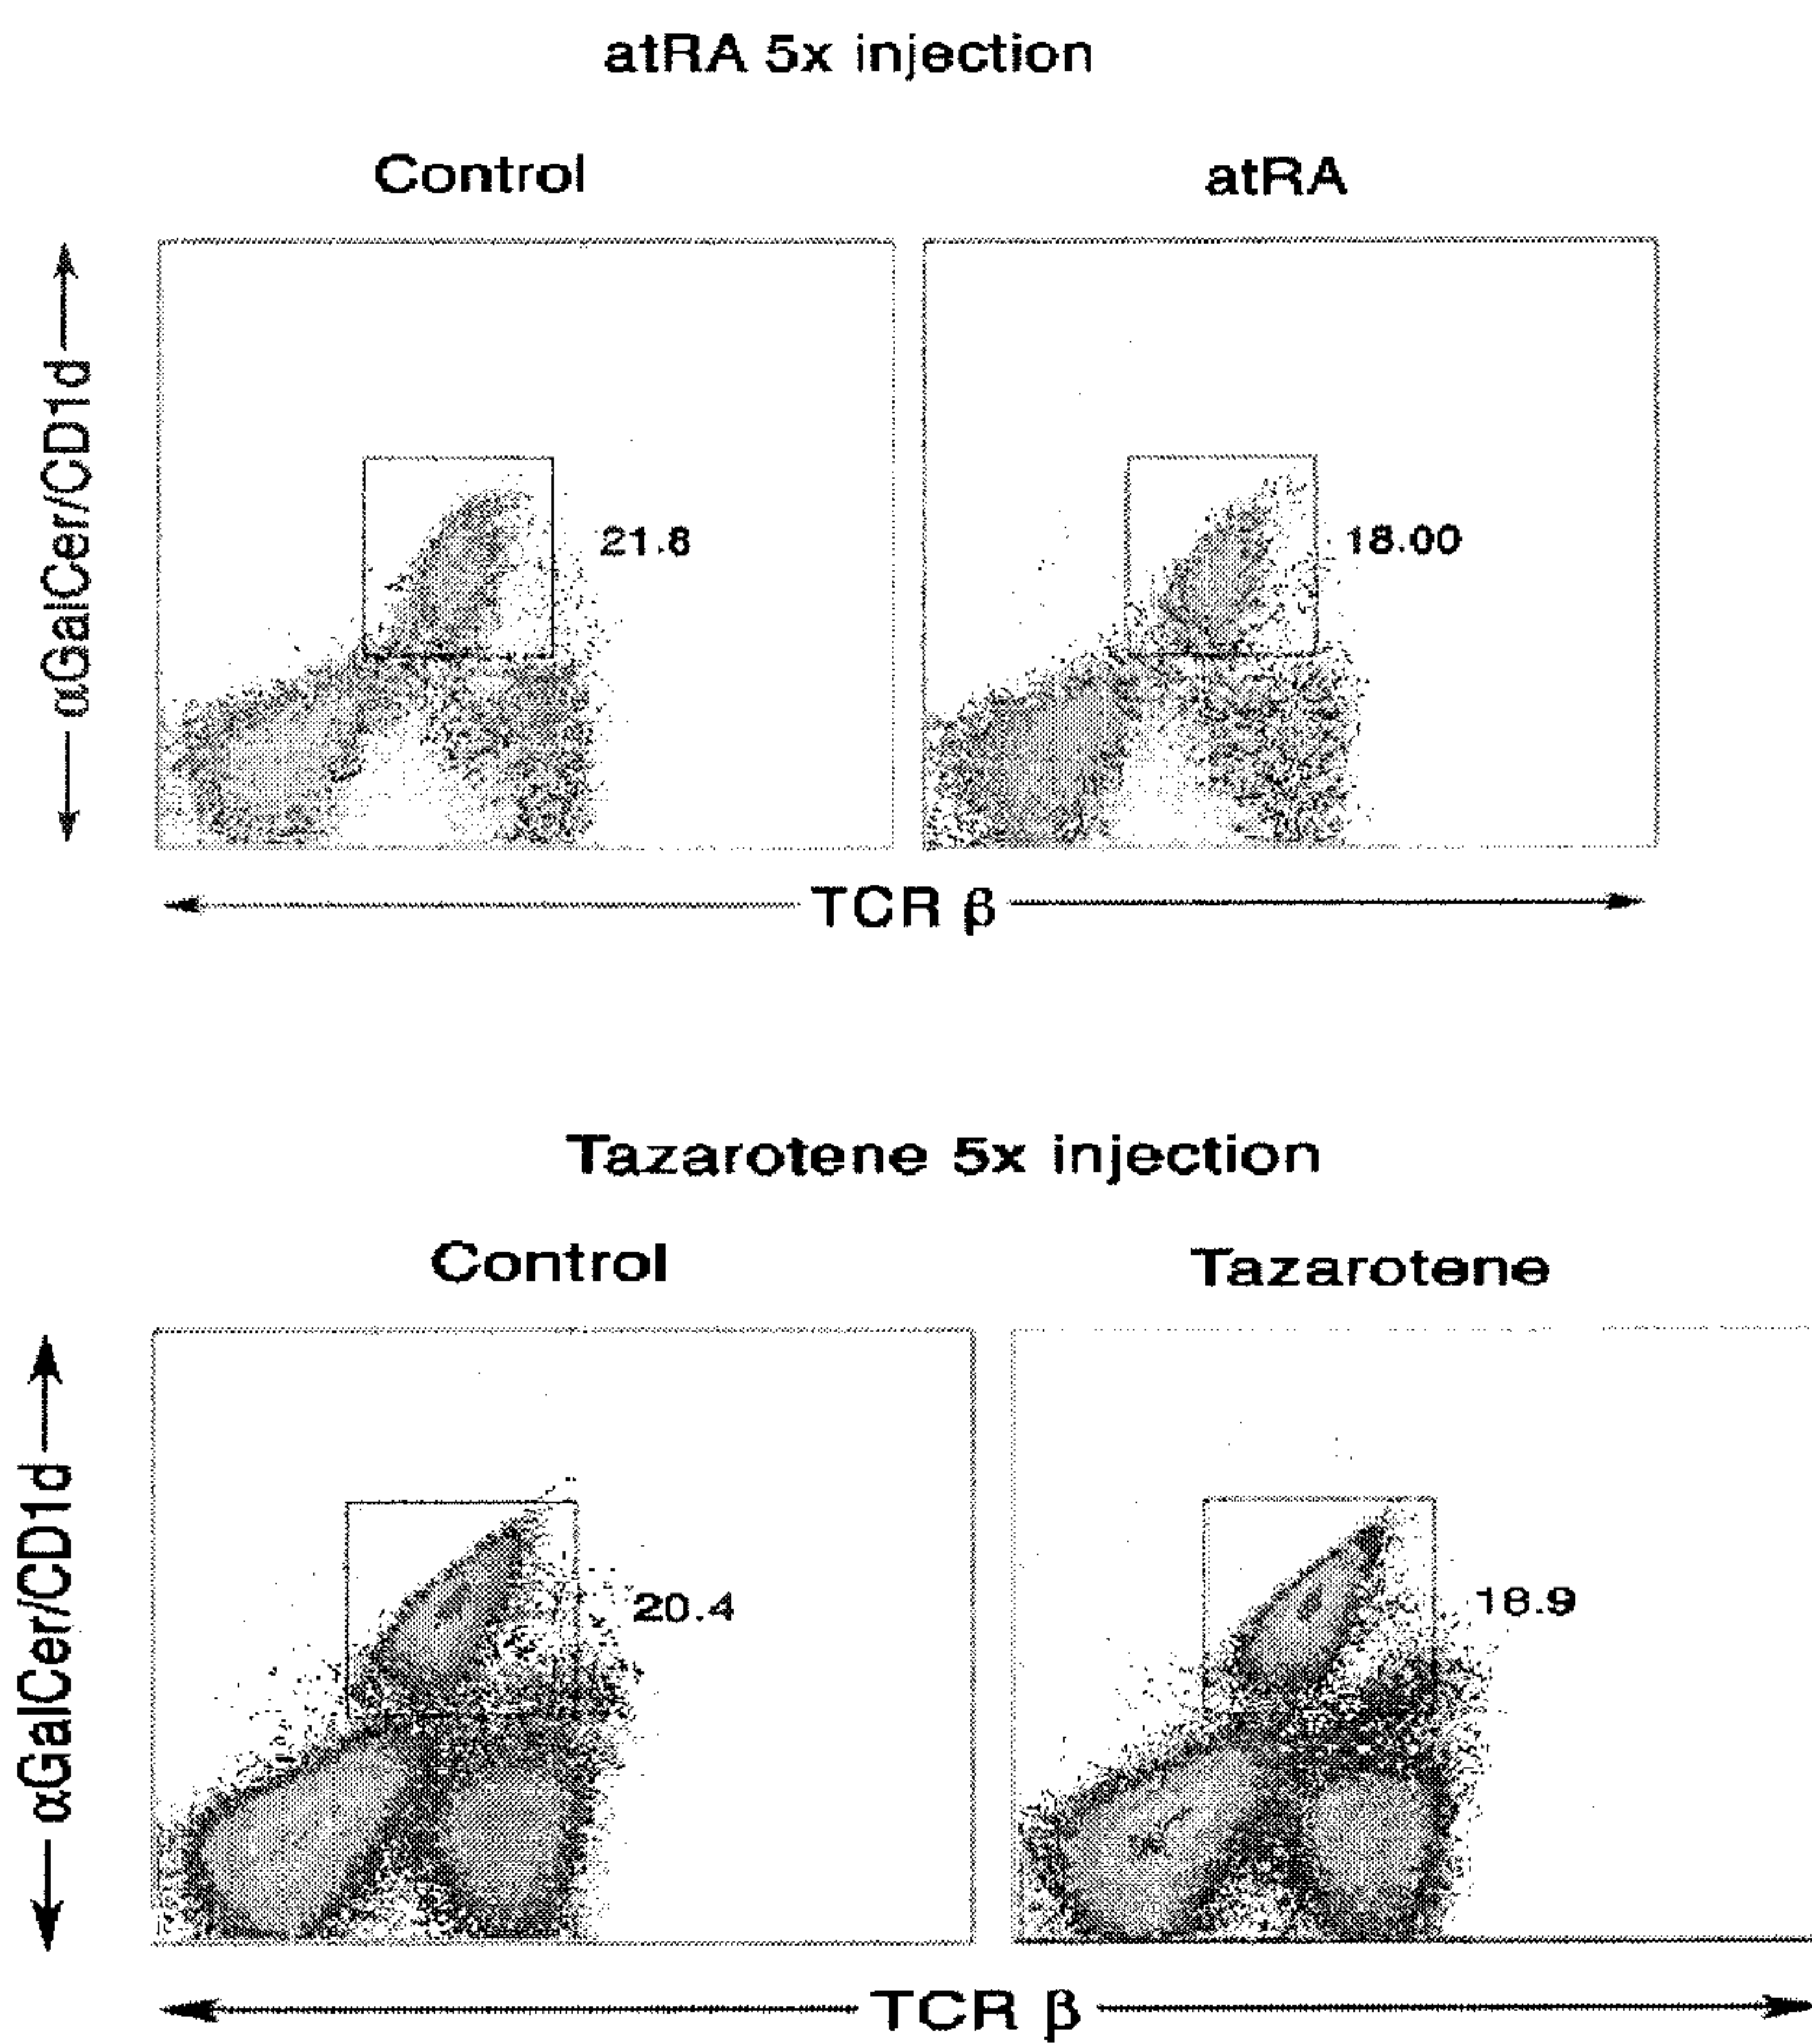 atRA 5x injection
Control
atRA
αGalCer/CD1d
21.8
18.00
TCR β
Tazarotene 5x injection
Control
Tazarotene
αGalCer/CD1d
20.4
18.9
TCR β